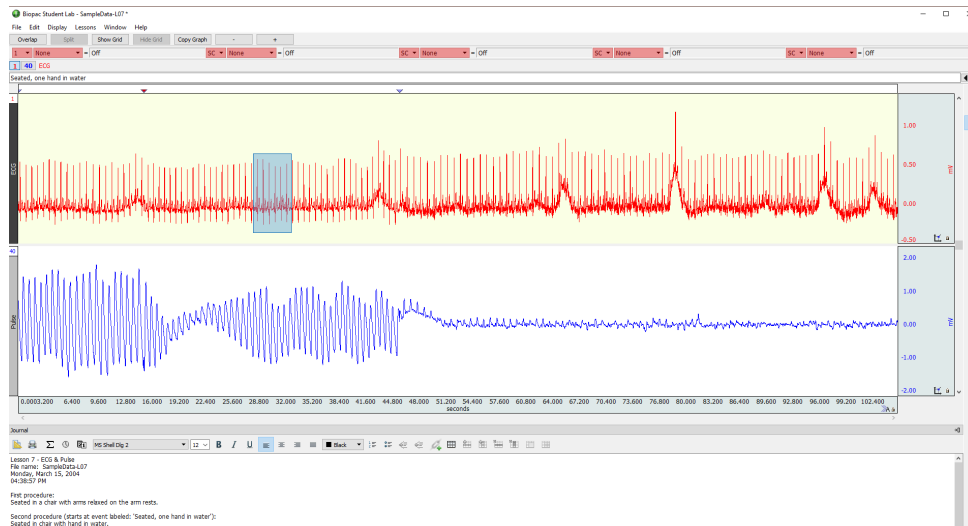 Biopac Student Lab - SampleData-L07 *
File Edit Display Lessons Window Help
Overlap Split Show Grid Hide Grid Copy Graph - +
1 None = Off SC None = Off SC None = Off SC None = Off SC None = Off
1 40 ECG
Seated, one hand in water
1
ECG
1.00
0.50
mV
0.00
-0.50
40
Pulse
2.00
1.00
mV
0.00
-1.00
-2.00
0.0003.200 6.400 9.600 12.800 16.000 19.200 22.400 25.600 28.800 32.000 35.200 38.400 41.600 44.800 48.000 51.200 54.400 57.600 60.800 64.000 67.200 70.400 73.600 76.800 80.000 83.200 86.400 89.600 92.800 96.000 99.200 102.400
seconds
Journal
MS Shell Dlg 2 12 B I U Black
Lesson 7 - ECG & Pulse
File name: SampleData-L07
Monday, March 15, 2004
04:38:57 PM
First procedure:
Seated in a chair with arms relaxed on the arm rests.
Second procedure (starts at event labeled: 'Seated, one hand in water'):
Seated in chair with hand in water.